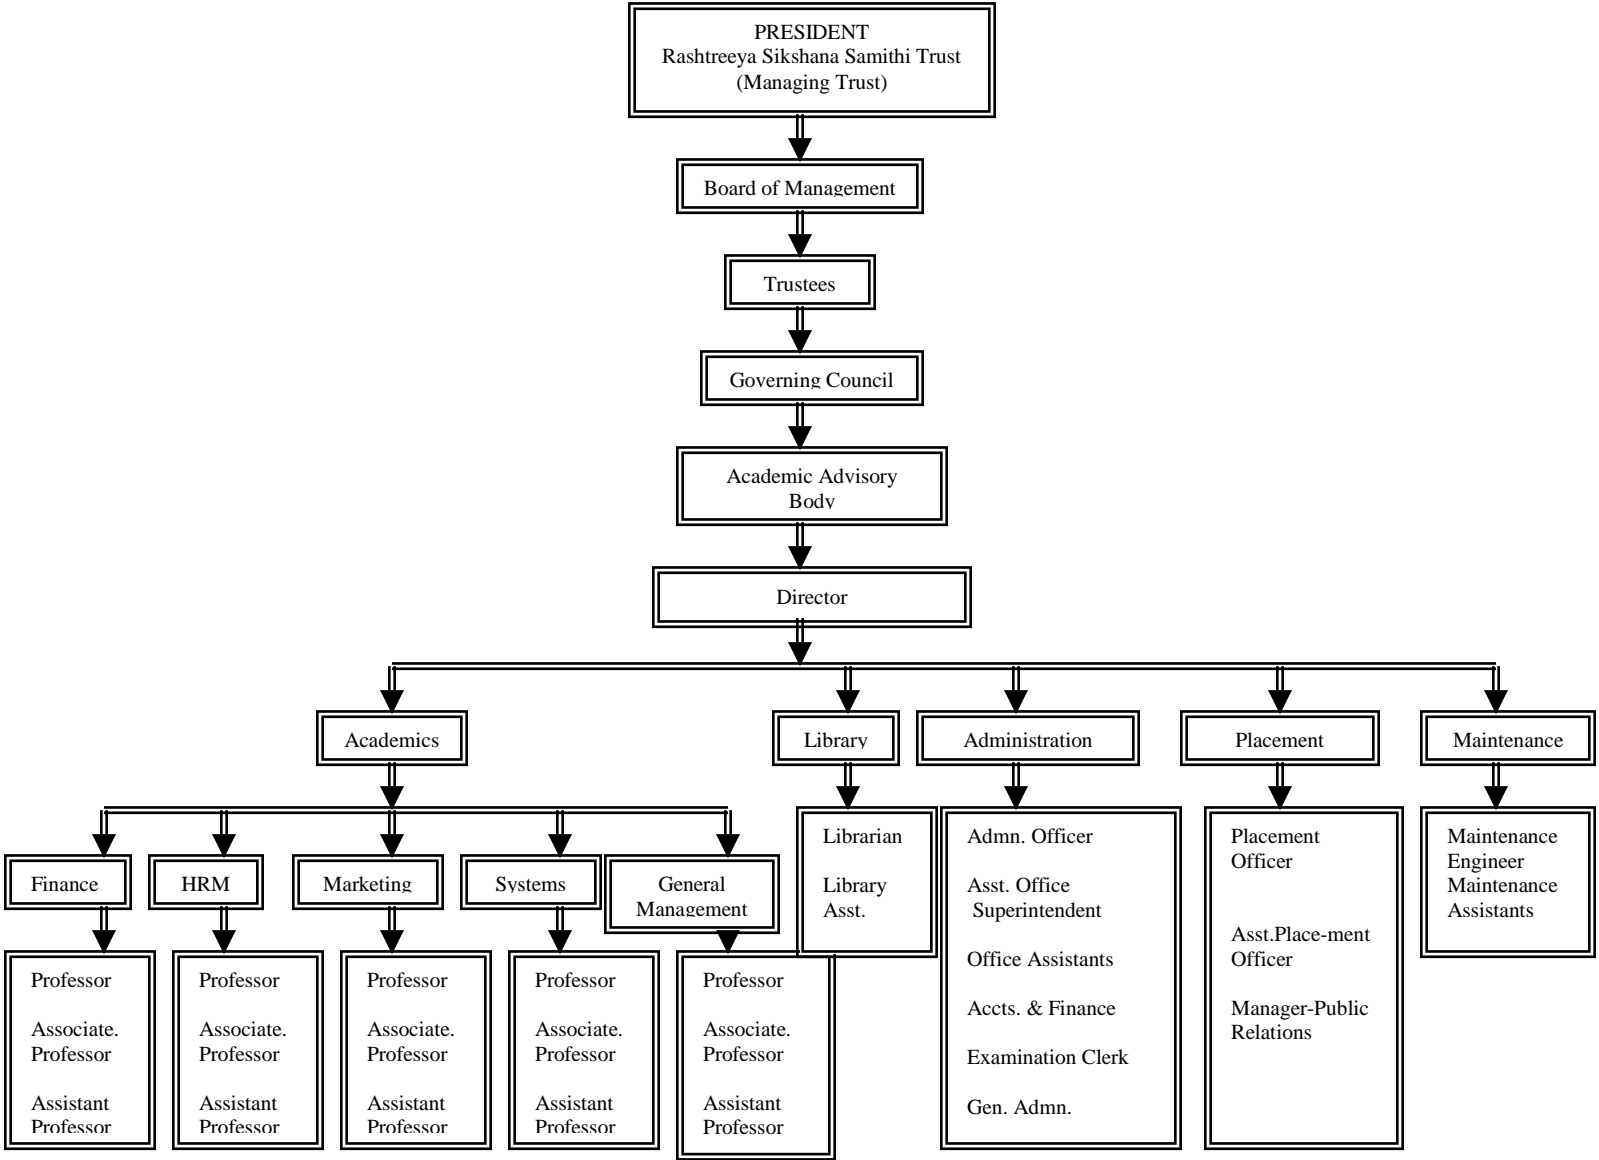 PRESIDENT
Rashtreeya Sikshana Samithi Trust
(Managing Trust)
Board of Management
Trustees
Governing Council
Academic Advisory
Body
Director
Academics
Library
Administration
Placement
Maintenance
Finance
HRM
Marketing
Systems
General
Management
Professor
Associate.
Professor
Assistant
Professor
Professor
Associate.
Professor
Assistant
Professor
Professor
Associate.
Professor
Assistant
Professor
Professor
Associate.
Professor
Assistant
Professor
Professor
Associate.
Professor
Assistant
Professor
Librarian
Library
Asst.
Admn. Officer
Asst. Office
Superintendent
Office Assistants
Accts. & Finance
Examination Clerk
Gen. Admn.
Placement
Officer
Asst.Place-ment
Officer
Manager-Public
Relations
Maintenance
Engineer
Maintenance
Assistants